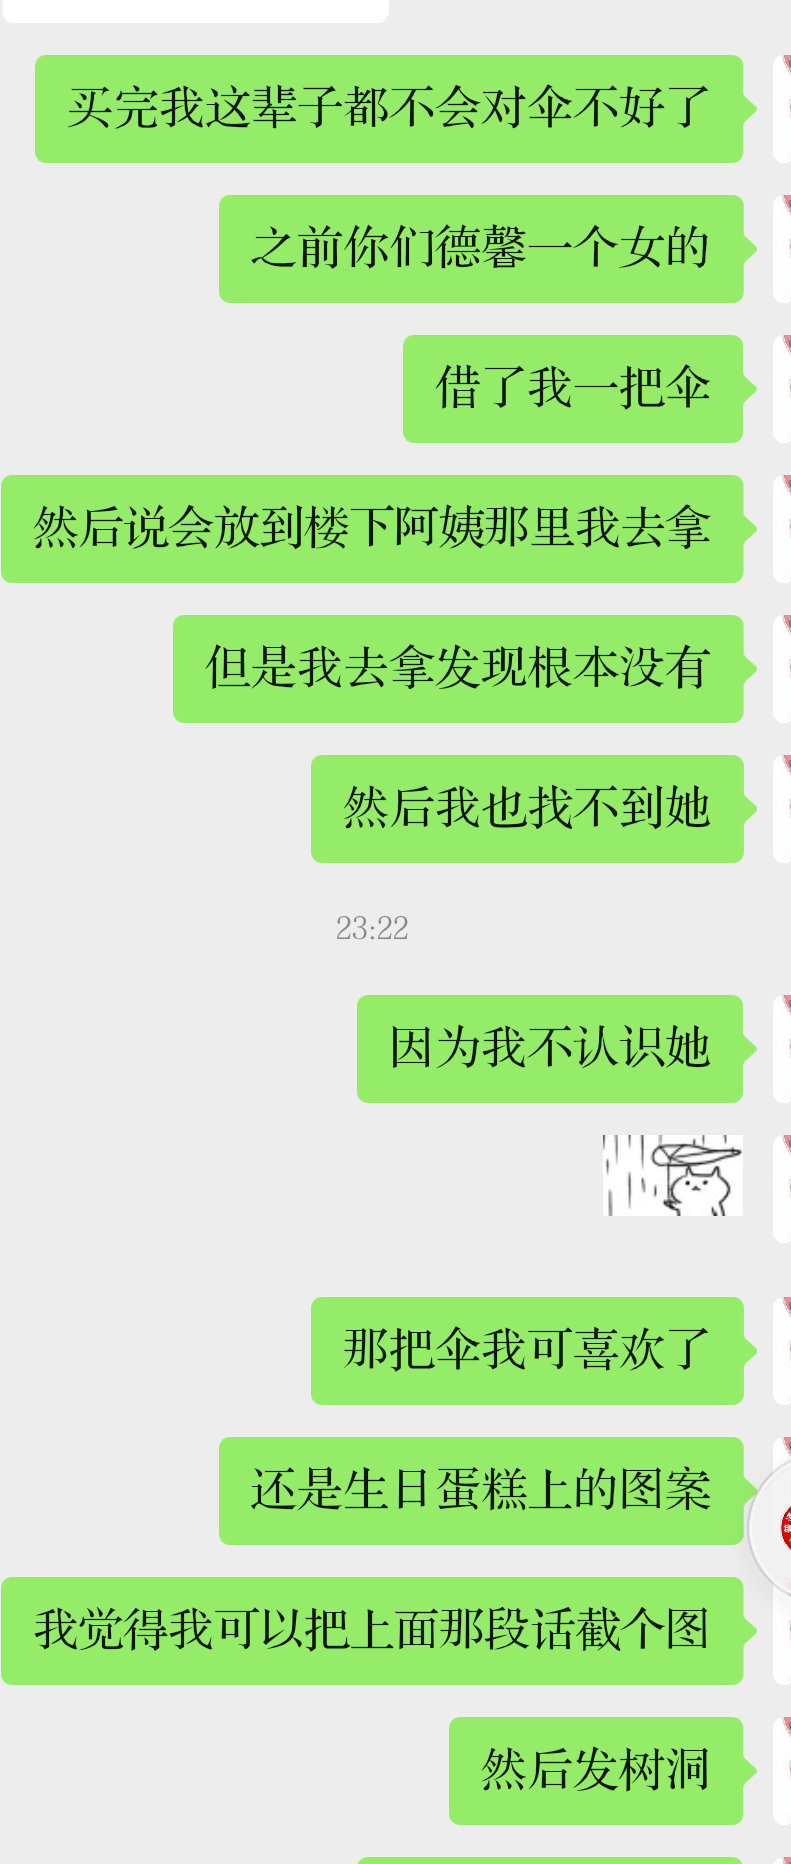 买完我这辈子都不会对伞不好了
之前你们德馨一个女的
借了我一把伞
然后说会放到楼下阿姨那里我去拿
但是我去拿发现根本没有
然后我也找不到她
23:22
因为我不认识她
那把伞我可喜欢了
还是生日蛋糕上的图案
我觉得我可以把上面那段话截个图
然后发树洞